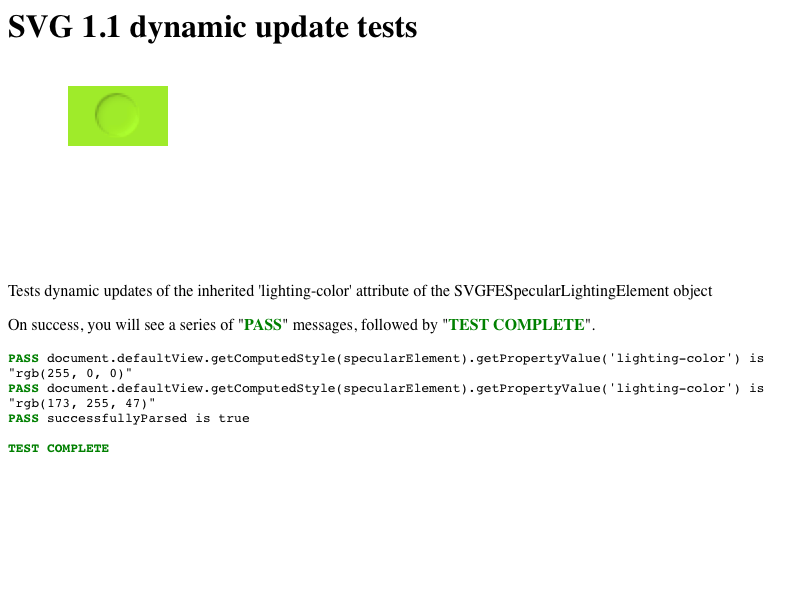 SVG 1.1 dynamic update tests
Tests dynamic updates of the inherited 'lighting-color' attribute of the SVGFESpecularLightingElement object
On success, you will see a series of "PASS" messages, followed by "TEST COMPLETE".
PASS document.defaultView.getComputedStyle(specularElement).getPropertyValue('lighting-color') is
"rgb(255, 0, 0)"
PASS document.defaultView.getComputedStyle(specularElement).getPropertyValue('lighting-color') is
"rgb(173, 255, 47)"
PASS successfullyParsed is true
TEST COMPLETE